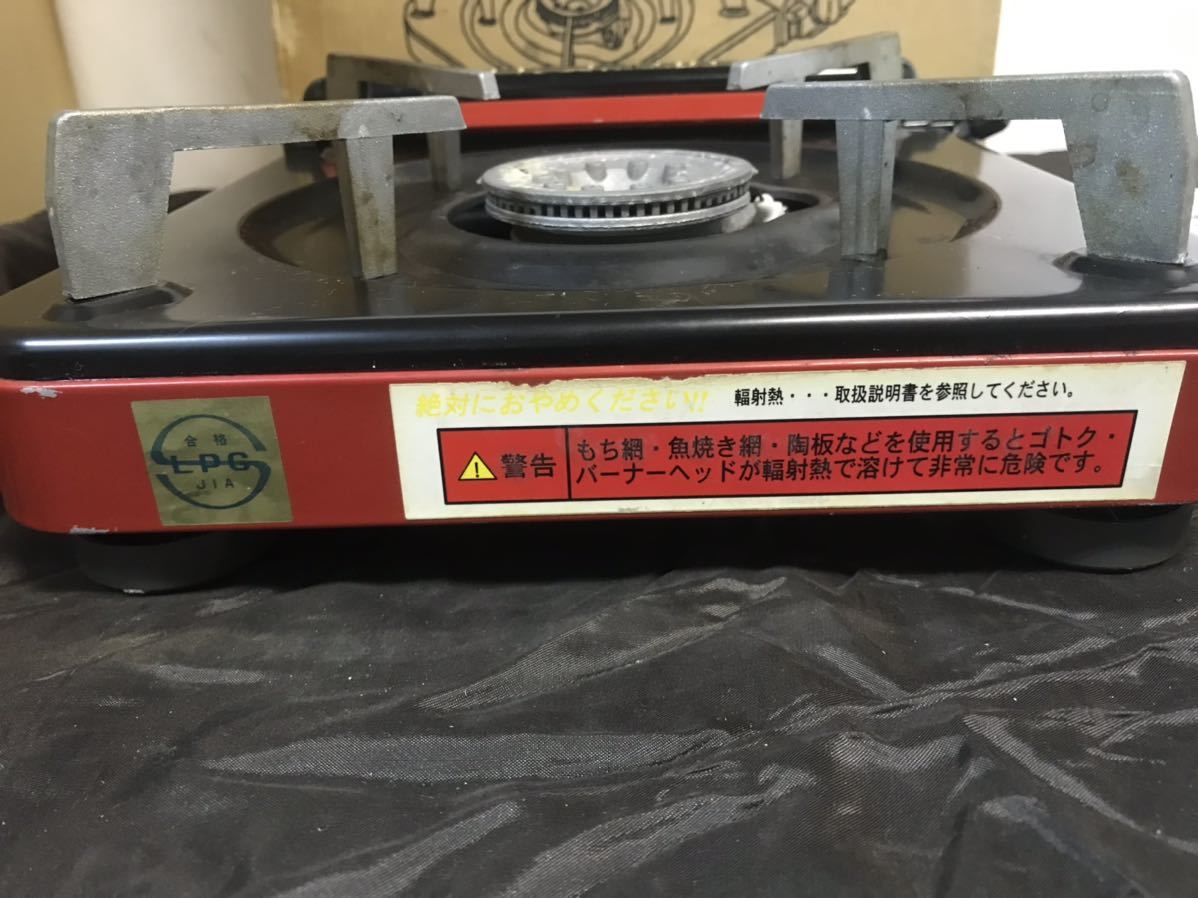 合格
LPG
JIA
絶対におやめください!!
輻射熱・・・取扱説明書を参照してください。
警告
もち網・魚焼き網・陶板などを使用するとゴトク・
バーナーヘッドが輻射熱で溶けて非常に危険です。